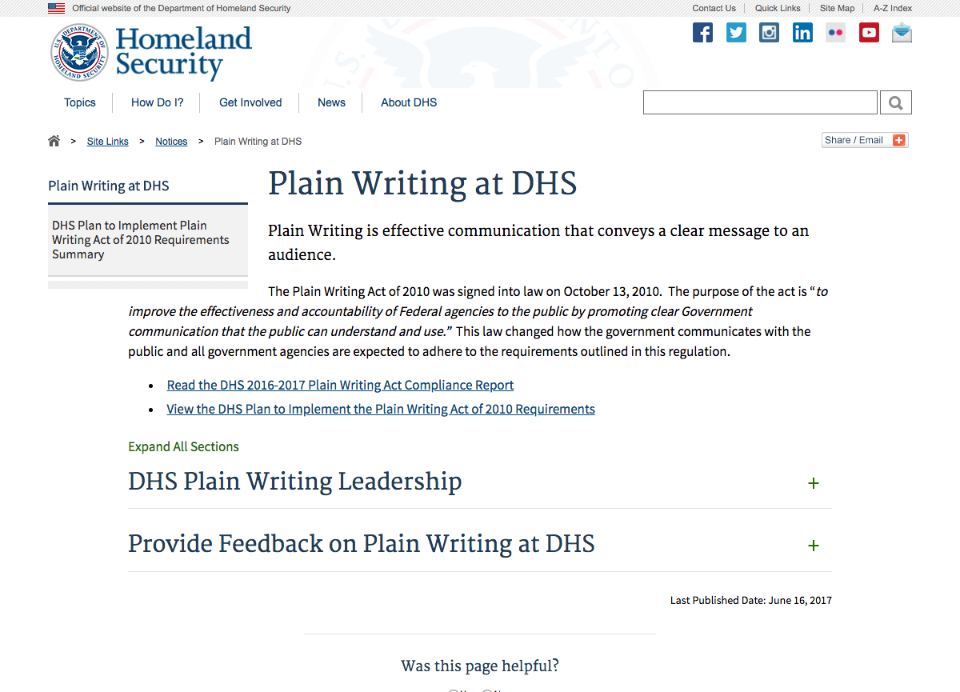 Official website of the Department of Homeland Security
Contact Us
Quick Links
Site Map
A-Z Index
U.S. DEPARTMENT OF
HOMELAND SECURITY
Homeland
Security
Topics
How Do I?
Get Involved
News
About DHS
> Site Links > Notices > Plain Writing at DHS
Share / Email
Plain Writing at DHS
DHS Plan to Implement Plain
Writing Act of 2010 Requirements
Summary
Plain Writing at DHS
Plain Writing is effective communication that conveys a clear message to an
audience.
The Plain Writing Act of 2010 was signed into law on October 13, 2010.  The purpose of the act is “to
improve the effectiveness and accountability of Federal agencies to the public by promoting clear Government
communication that the public can understand and use.” This law changed how the government communicates with the
public and all government agencies are expected to adhere to the requirements outlined in this regulation.
• Read the DHS 2016-2017 Plain Writing Act Compliance Report
• View the DHS Plan to Implement the Plain Writing Act of 2010 Requirements
Expand All Sections
DHS Plain Writing Leadership +
Provide Feedback on Plain Writing at DHS +
Last Published Date: June 16, 2017
Was this page helpful?